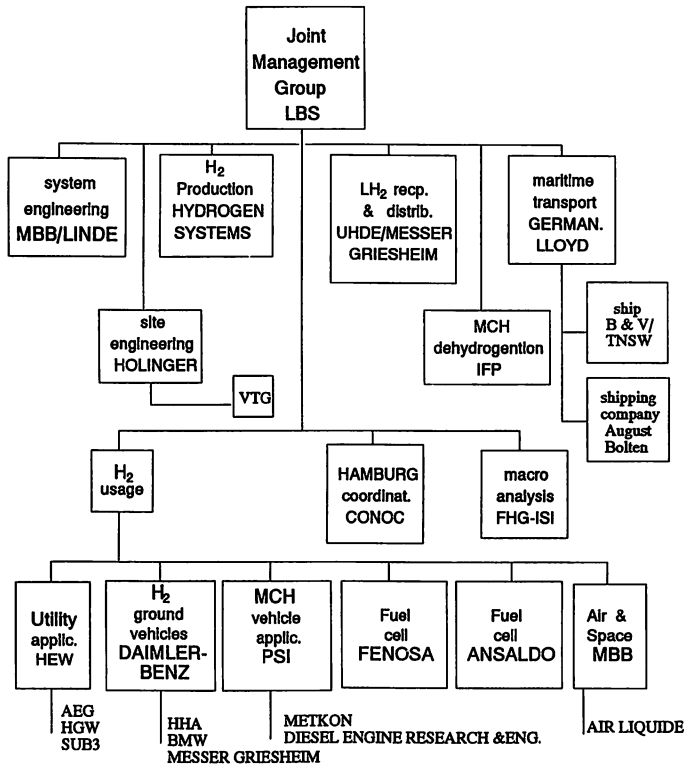 Joint
Management
Group
LBS
system
engineering
MBB/LINDE
H2
Production
HYDROGEN
SYSTEMS
LH2 recp.
& distrib.
UHDE/MESSER
GRIESHEIM
maritime
transport
GERMAN.
LLOYD
site
engineering
HOLINGER
VTG
MCH
dehydrogention
IFP
ship
B & V/
TNSW
shipping
company
August
Bolten
H2
usage
HAMBURG
coordinat.
CONOC
macro
analysis
FHG-ISI
Utility
applic.
HEW
H2
ground
vehicles
DAIMLER-
BENZ
MCH
vehicle
applic.
PSI
Fuel
cell
FENOSA
Fuel
cell
ANSALDO
Air &
Space
MBB
AEG
HGW
SUB3
HHA
BMW
MESSER GRIESHEIM
METKON
DIESEL ENGINE RESEARCH &ENG.
AIR LIQUIDE